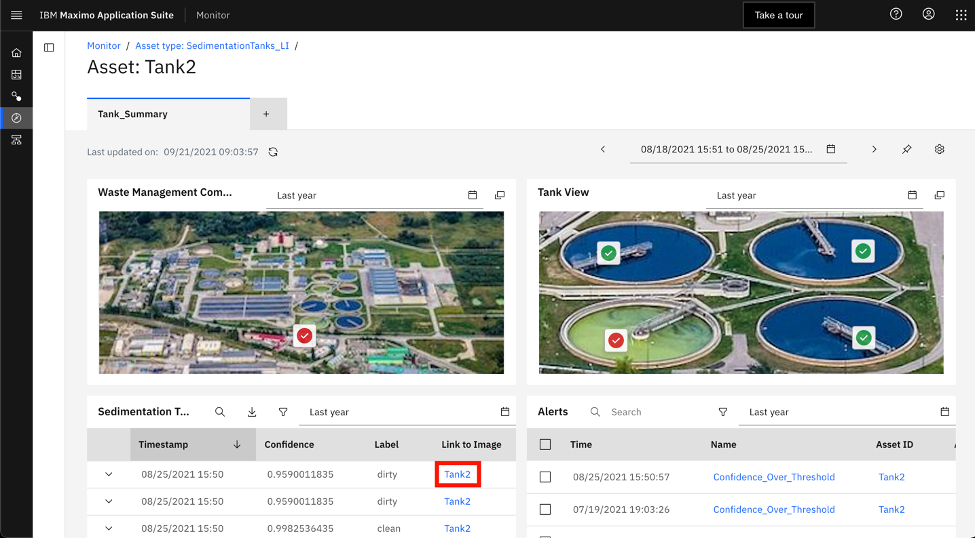 IBM Maximo Application Suite
Monitor
Take a tour
Monitor / Asset type: SedimentationTanks_LI /
Asset: Tank2
Tank_Summary
+
Last updated on: 09/21/2021 09:03:57
08/18/2021 15:51 to 08/25/2021 15...
Waste Management Com...
Last year
Tank View
Last year
Sedimentation T...
Last year
Timestamp Confidence Label Link to Image
08/25/2021 15:50 0.9590011835 dirty Tank2
08/25/2021 15:50 0.9590011835 dirty Tank2
08/25/2021 15:50 0.9982536435 clean Tank2
Alerts
Search
Last year
Time Name Asset ID
08/25/2021 15:50:57 Confidence_Over_Threshold Tank2
07/19/2021 19:03:26 Confidence_Over_Threshold Tank2